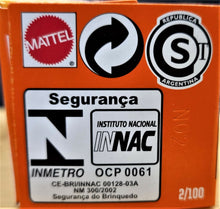 MATTEL
REPUBLICA
ARGENTINA
Segurança
INSTITUTO NACIONAL
INNAC
INMETRO
OCP 0061
CE-BRI/INNAC 00128-03A
NM 300/2002
Segurança do Brinquedo
2/100